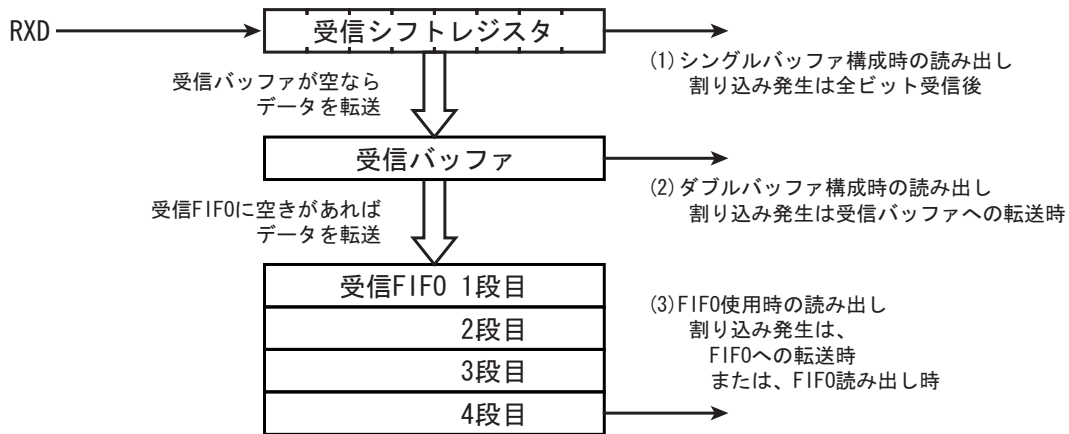 RXD
受信シフトレジスタ
(1)シングルバッファ構成時の読み出し
割り込み発生は全ビット受信後
受信バッファが空なら
データを転送
受信バッファ
(2)ダブルバッファ構成時の読み出し
割り込み発生は受信バッファへの転送時
受信FIFOに空きがあれば
データを転送
受信FIFO 1段目
2段目
3段目
4段目
(3)FIFO使用時の読み出し
割り込み発生は、
FIFOへの転送時
または、FIFO読み出し時